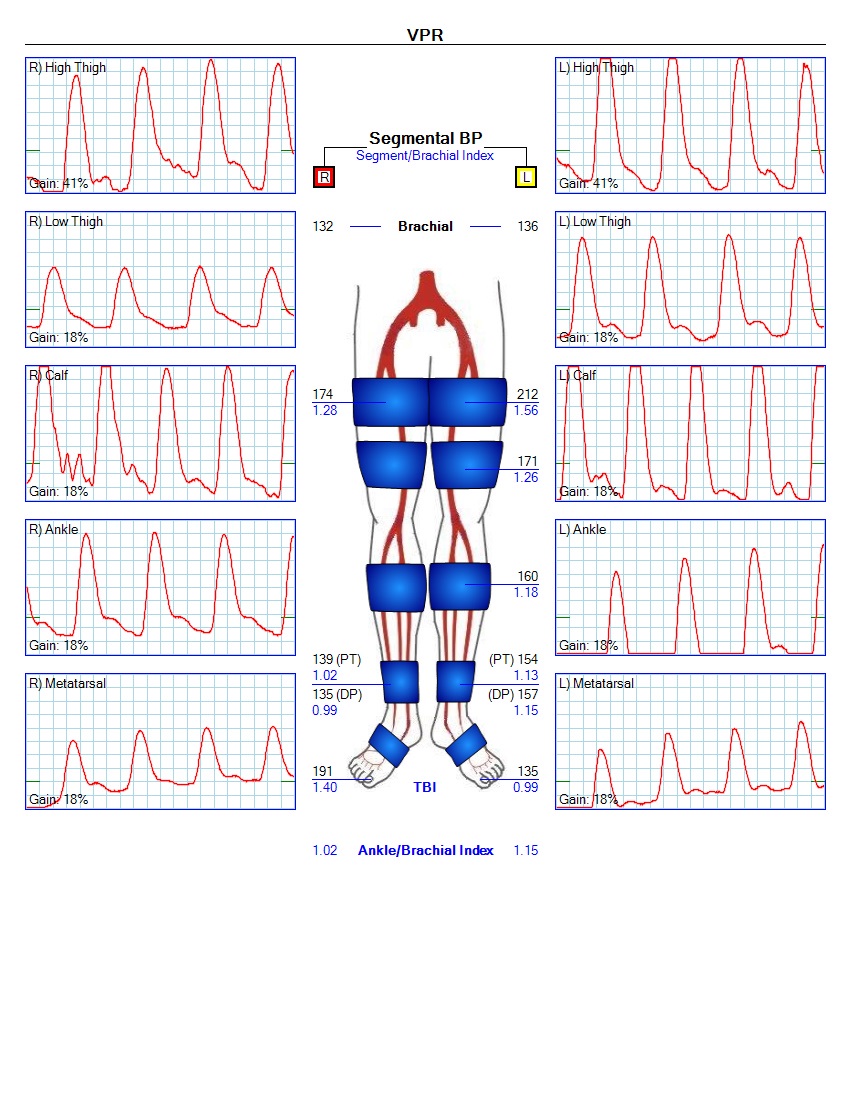 VPR
R) High Thigh
Gain: 41%
L) High Thigh
Gain: 41%
Segmental BP
Segment/Brachial Index
R
L
132 Brachial 136
R) Low Thigh
Gain: 18%
L) Low Thigh
Gain: 18%
R) Calf
Gain: 18%
L) Calf
Gain: 18%
174
1.28
212
1.56
171
1.26
R) Ankle
Gain: 18%
L) Ankle
Gain: 18%
160
1.18
139 (PT)
1.02
135 (DP)
0.99
(PT) 154
1.13
(DP) 157
1.15
R) Metatarsal
Gain: 18%
L) Metatarsal
Gain: 18%
191
1.40
TBI
135
0.99
1.02 Ankle/Brachial Index 1.15